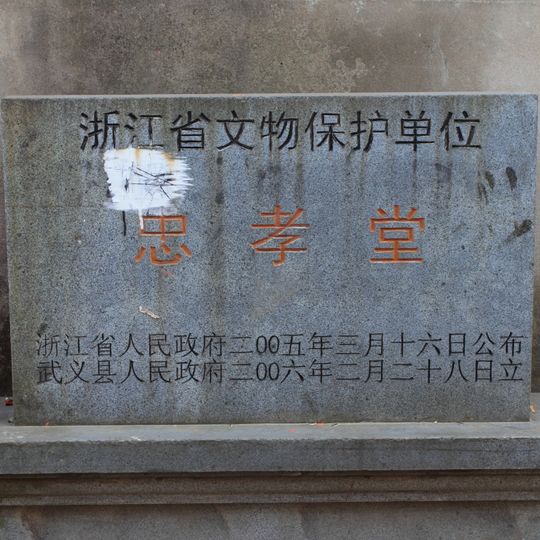 浙江省文物保护单位
忠孝堂
浙江省人民政府二00五年三月十六日公布
武义县人民政府二00六年二月二十八日立